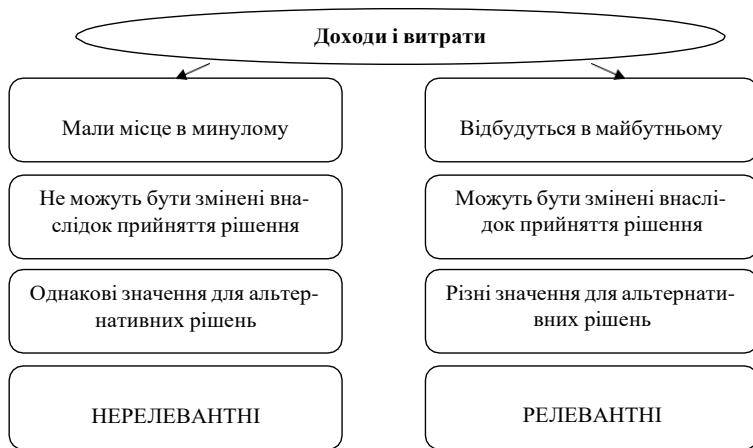 Доходи і витрати
Мали місце в минулому
Відбудуться в майбутньому
Не можуть бути змінені вна-
слідок прийняття рішення
Можуть бути змінені внаслі-
док прийняття рішення
Однакові значення для альтер-
нативних рішень
Різні значення для альтернати-
вних рішень
НЕРЕЛЕВАНТНІ
РЕЛЕВАНТНІ